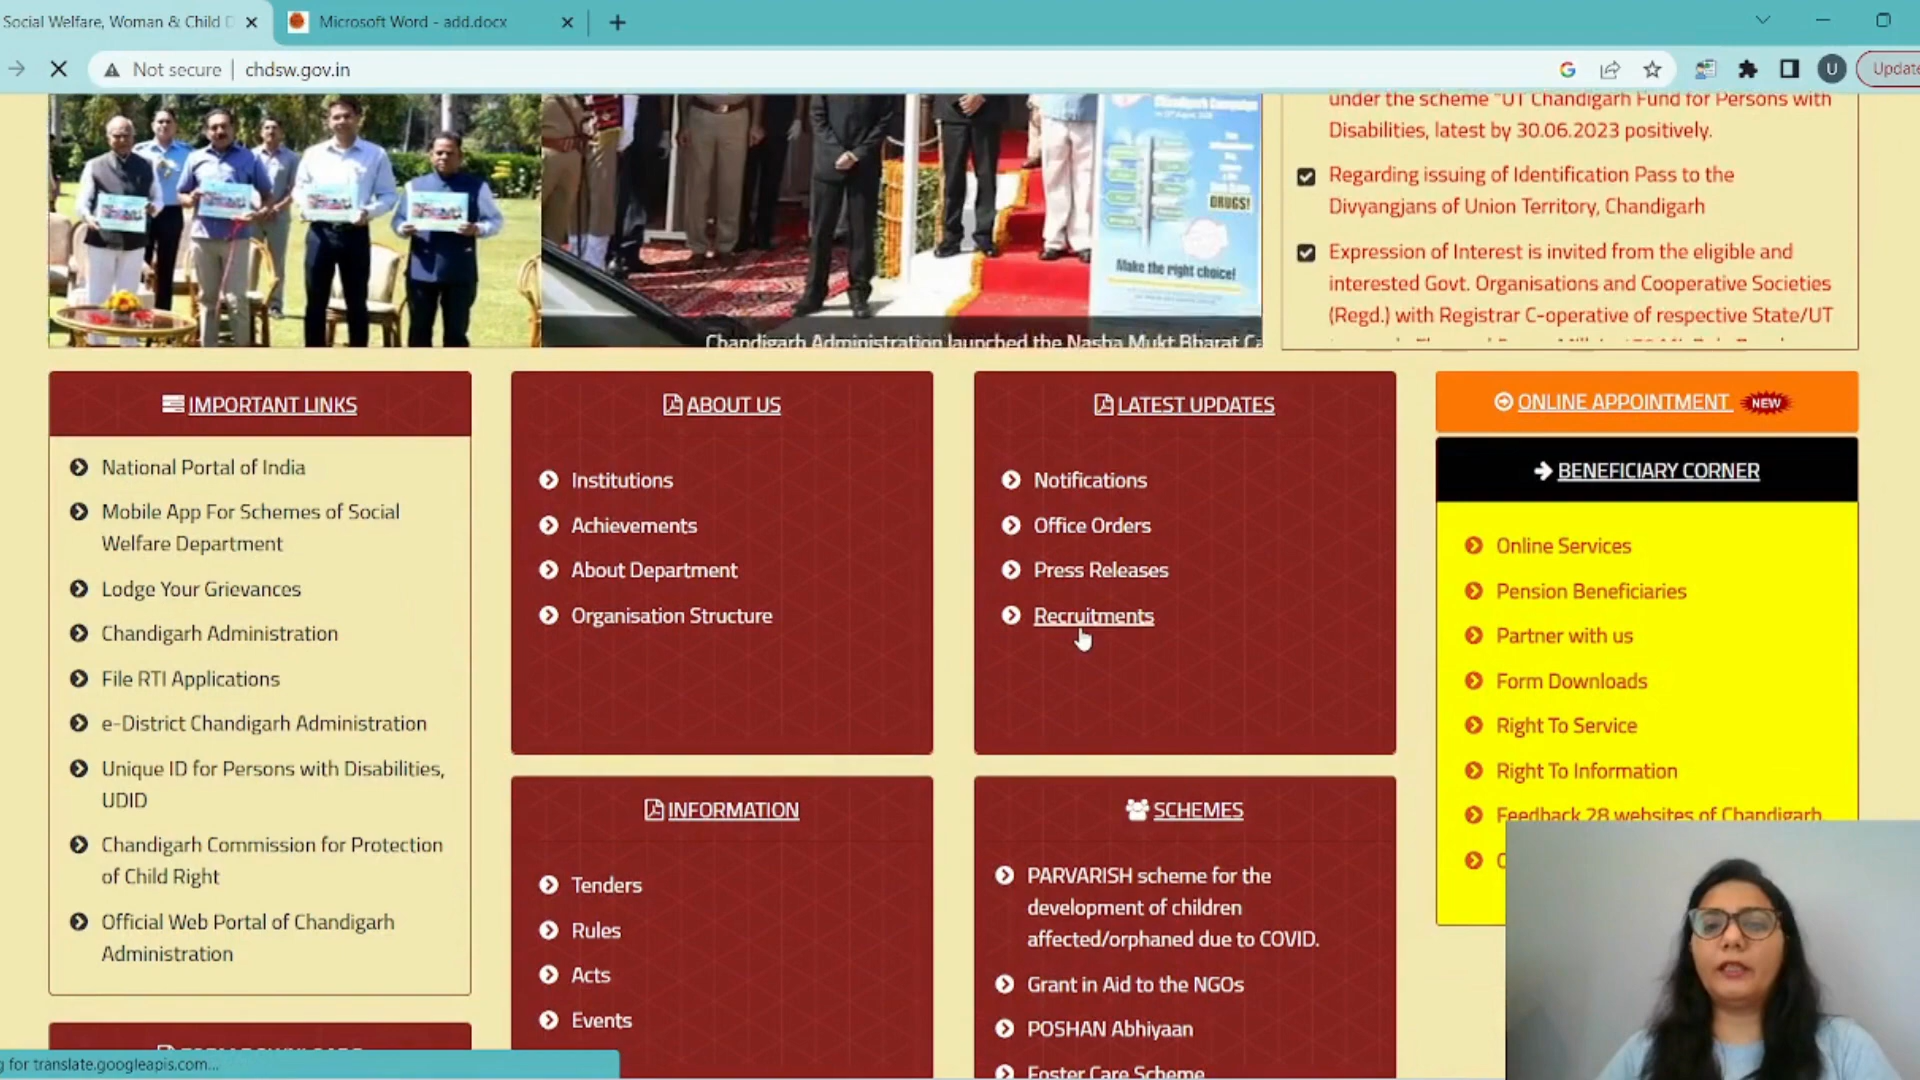 Social Welfare, Woman & Child D
Microsoft Word - add.docx
Not secure
chdsw.gov.in
U
Update
under the scheme "UT Chandigarh Fund for Persons with
Disabilities, latest by 30.06.2023 positively.
Regarding issuing of Identification Pass to the
Divyangjans of Union Territory, Chandigarh
Expression of Interest is invited from the eligible and
interested Govt. Organisations and Cooperative Societies
(Regd.) with Registrar C-operative of respective State/UT
DRUGS!
Make the right choice!
Chandigarh Administration launched the Nasha Mukt Bharat Ca
IMPORTANT LINKS
National Portal of India
Mobile App For Schemes of Social
Welfare Department
Lodge Your Grievances
Chandigarh Administration
File RTI Applications
e-District Chandigarh Administration
Unique ID for Persons with Disabilities,
UDID
Chandigarh Commission for Protection
of Child Right
Official Web Portal of Chandigarh
Administration
ABOUT US
Institutions
Achievements
About Department
Organisation Structure
LATEST UPDATES
Notifications
Office Orders
Press Releases
Recruitments
ONLINE APPOINTMENT NEW
BENEFICIARY CORNER
Online Services
Pension Beneficiaries
Partner with us
Form Downloads
Right To Service
Right To Information
Feedback 28 websites of Chandigarh
INFORMATION
Tenders
Rules
Acts
Events
SCHEMES
PARVARISH scheme for the
development of children
affected/orphaned due to COVID.
Grant in Aid to the NGOs
POSHAN Abhiyaan
Foster Care Scheme
g for translate.googleapis.com...